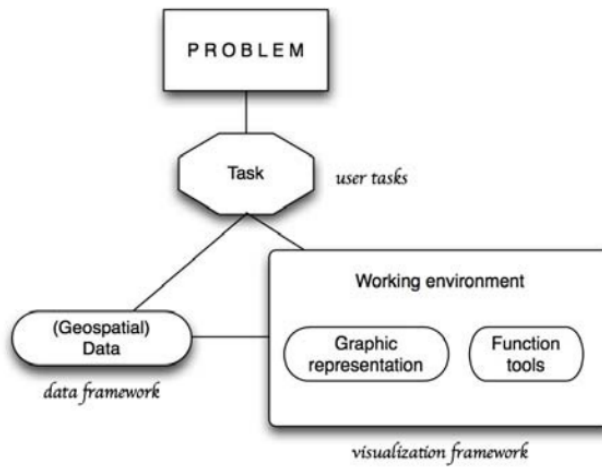 PROBLEM
Task
user tasks
Working environment
(Geospatial)
Data
Graphic
representation
Function
tools
data framework
visualization framework